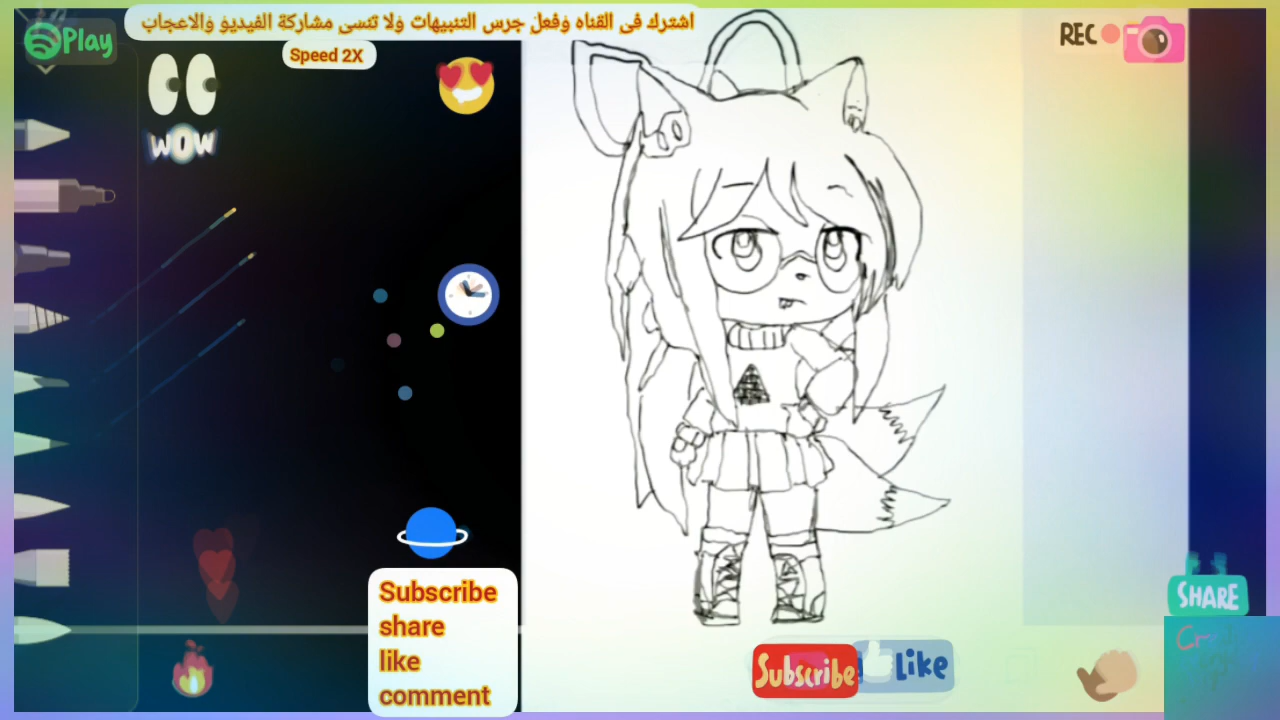 اشترك فى القناه وفعل جرس التنبيهات ولا تنسى مشاركة الفيديو والاعجاب
Play
REC
Speed 2X
WOW
Subscribe
share
like
comment
SHARE
Subscribe
Like